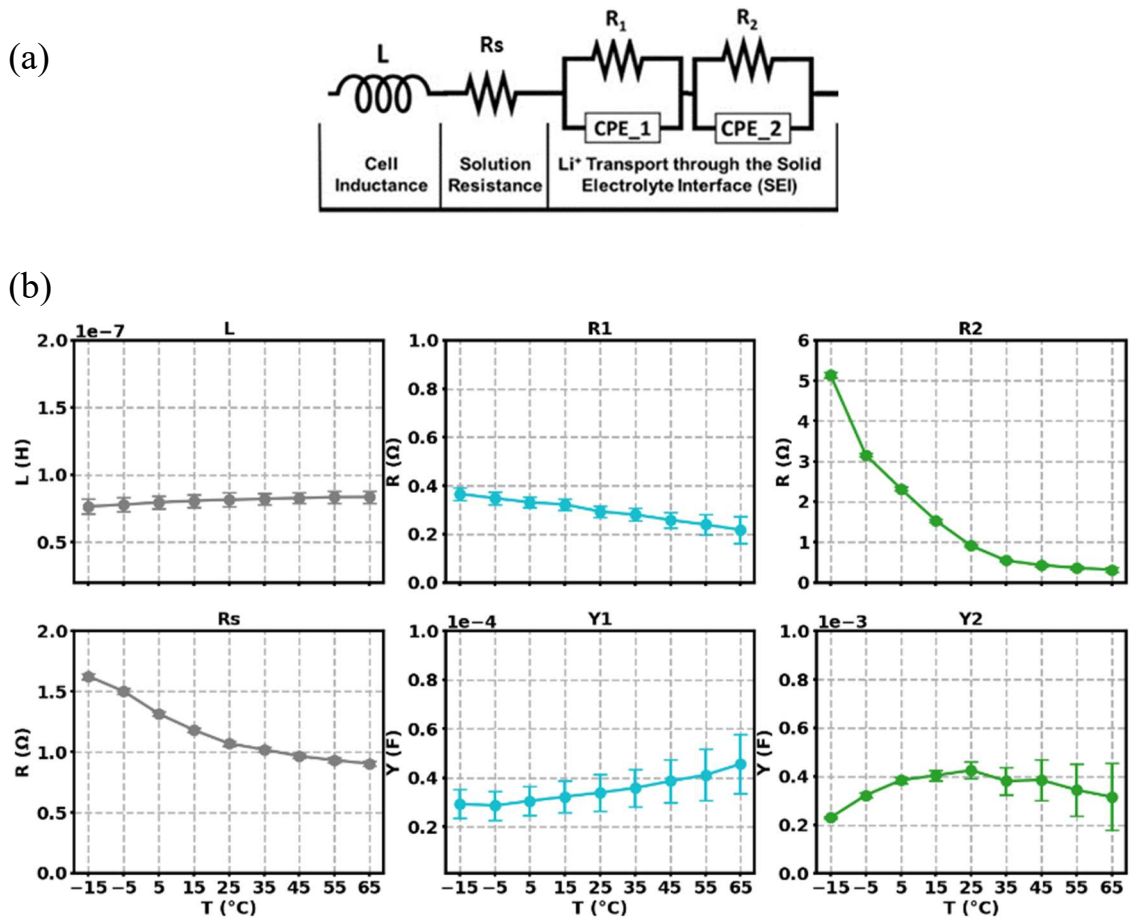 (a)
L
Rs
R1
R2
CPE_1
CPE_2
Cell
Inductance
Solution
Resistance
Li⁺ Transport through the Solid
Electrolyte Interface (SEI)
(b)
1e−7
L
R1
R2
2.0
1.5
1.0
0.5
L (H)
1.0
0.8
0.6
0.4
0.2
0.0
R (Ω)
6
5
4
3
2
1
0
R (Ω)
Rs
1e−4
Y1
1e−3
Y2
2.0
1.5
1.0
0.5
0.0
R (Ω)
1.0
0.8
0.6
0.4
0.2
Y (F)
1.0
0.8
0.6
0.4
0.2
0.0
Y (F)
−15 −5 5 15 25 35 45 55 65
T (°C)
−15 −5 5 15 25 35 45 55 65
T (°C)
−15 −5 5 15 25 35 45 55 65
T (°C)